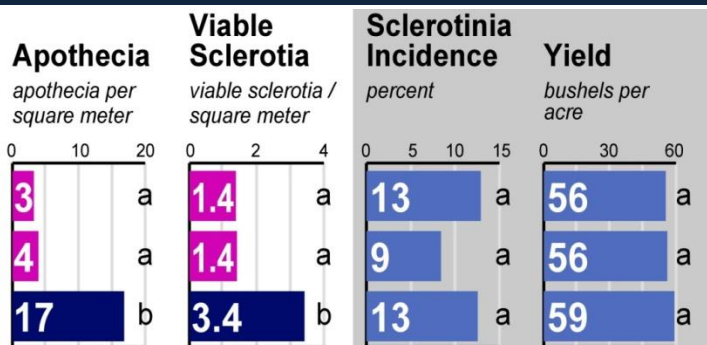 Apothecia
apothecia per
square meter
0 10 20
3 a
4 a
17 b
Viable
Sclerotia
viable sclerotia /
square meter
0 2 4
1.4 a
1.4 a
3.4 b
Sclerotinia
Incidence
percent
0 5 10 15
13 a
9 a
13 a
Yield
bushels per
acre
0 30 60
56 a
56 a
59 a